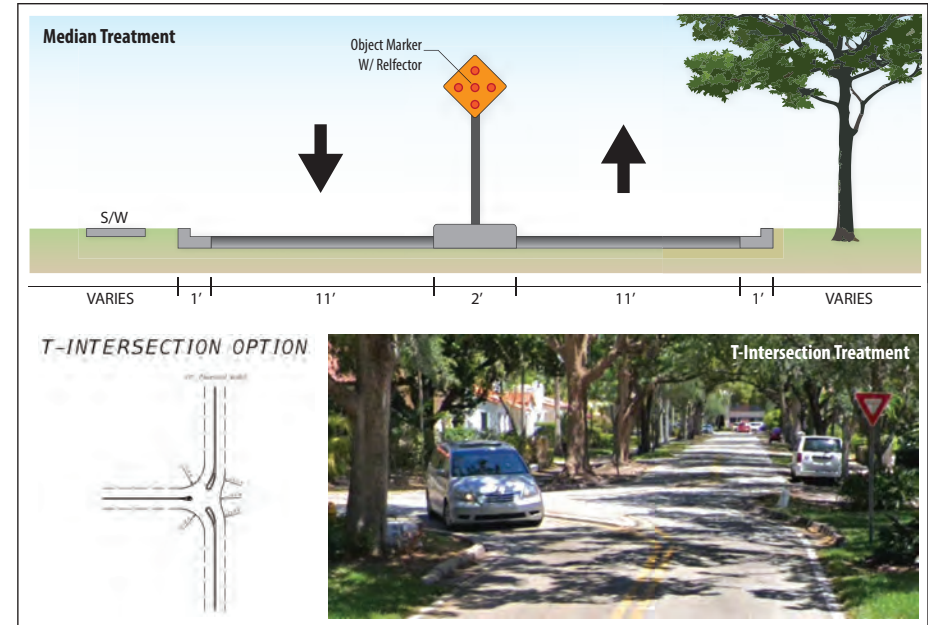 Median Treatment
Object Marker
W/ Relfector
S/W
VARIES 1' 11' 2' 11' 1' VARIES
T-INTERSECTION OPTION
T-Intersection Treatment